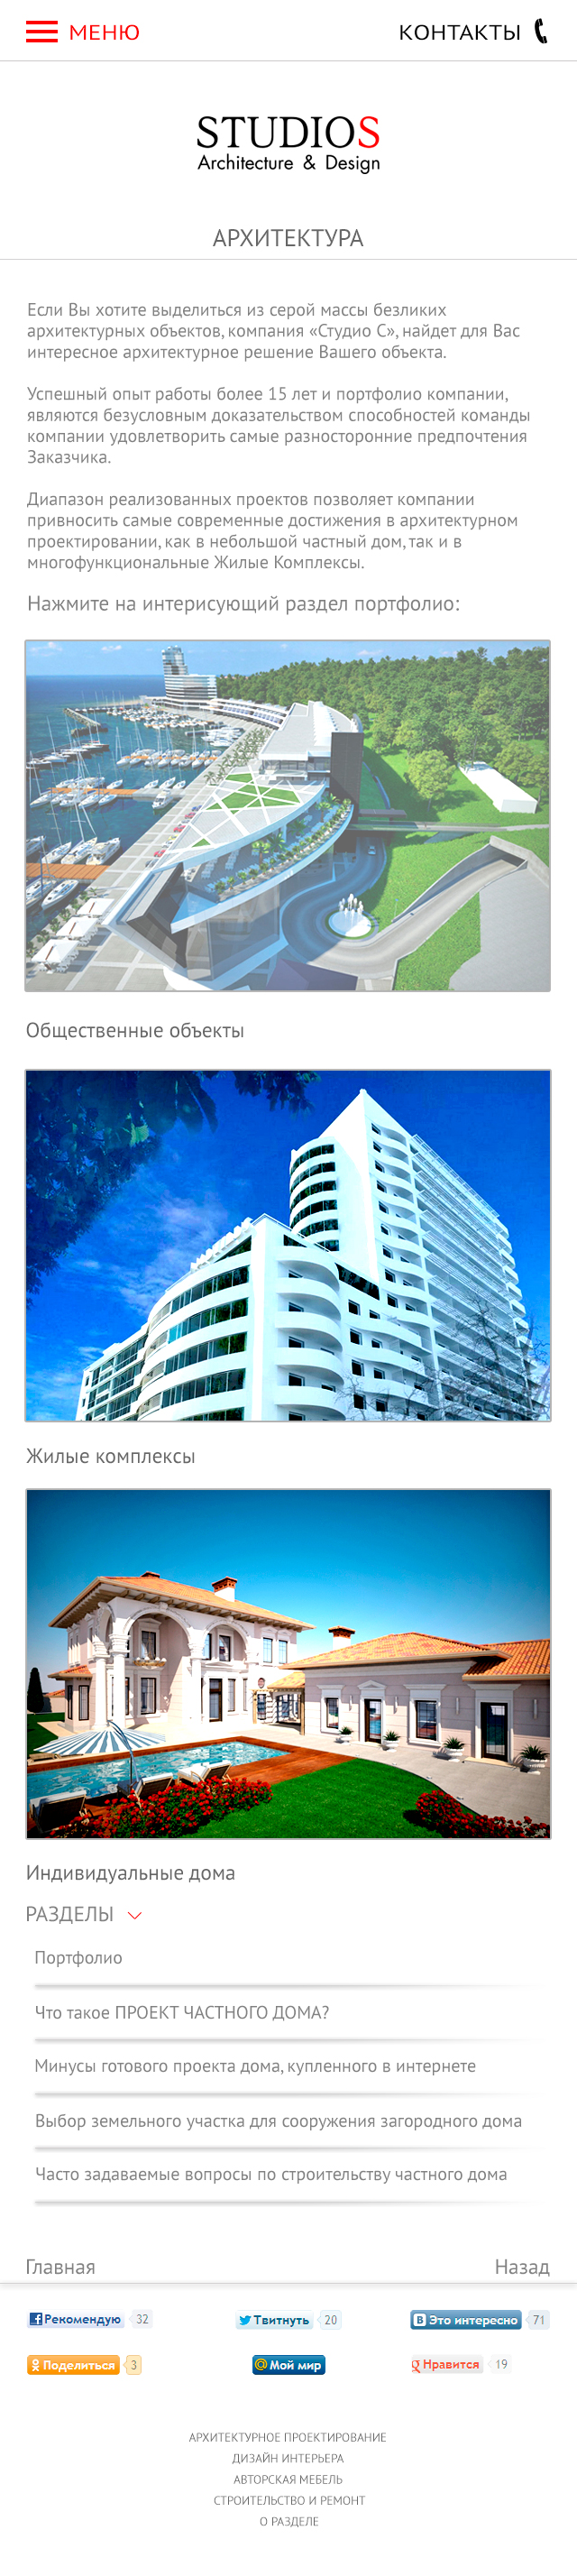 МЕНЮ
КОНТАКТЫ
STUDIOS
Architecture & Design
АРХИТЕКТУРА
Если Вы хотите выделиться из серой массы безликих
архитектурных объектов, компания «Студио С», найдет для Вас
интересное архитектурное решение Вашего объекта.
Успешный опыт работы более 15 лет и портфолио компании,
являются безусловным доказательством способностей команды
компании удовлетворить самые разносторонние предпочтения
Заказчика.
Диапазон реализованных проектов позволяет компании
привносить самые современные достижения в архитектурном
проектировании, как в небольшой частный дом, так и в
многофункциональные Жилые Комплексы.
Нажмите на интерисующий раздел портфолио:
Общественные объекты
Жилые комплексы
Индивидуальные дома
РАЗДЕЛЫ
Портфолио
Что такое ПРОЕКТ ЧАСТНОГО ДОМА?
Минусы готового проекта дома, купленного в интернете
Выбор земельного участка для сооружения загородного дома
Часто задаваемые вопросы по строительству частного дома
Главная
Назад
Рекомендую 32
Твитнуть 20
Это интересно 71
Поделиться 3
Мой мир
Нравится 19
АРХИТЕКТУРНОЕ ПРОЕКТИРОВАНИЕ
ДИЗАЙН ИНТЕРЬЕРА
АВТОРСКАЯ МЕБЕЛЬ
СТРОИТЕЛЬСТВО И РЕМОНТ
О РАЗДЕЛЕ